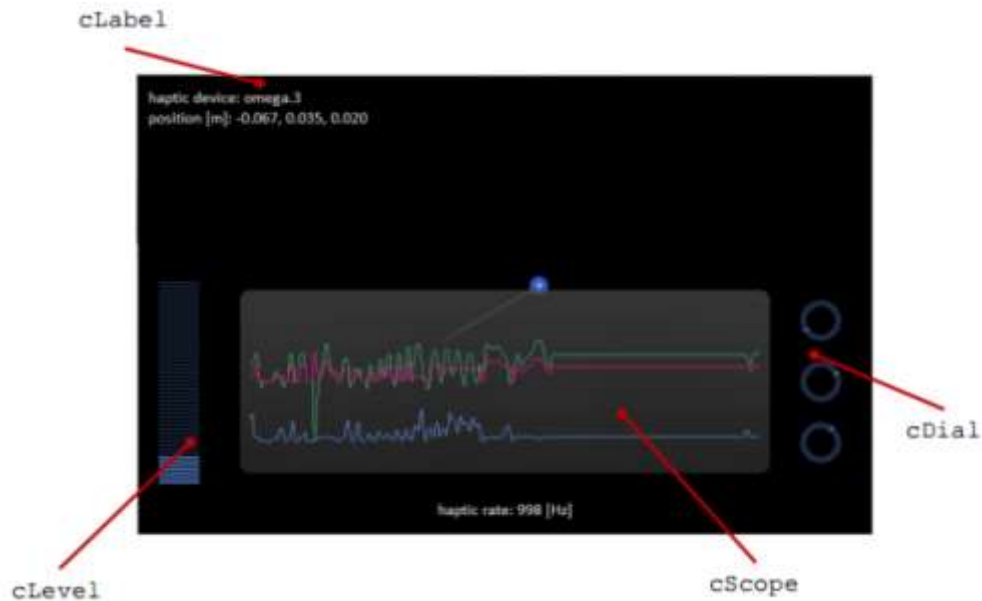 cLabel
haptic device: omega.3
position [m]: -0.067, 0.035, 0.020
cDial
haptic rate: 998 [Hz]
cLevel
cScope